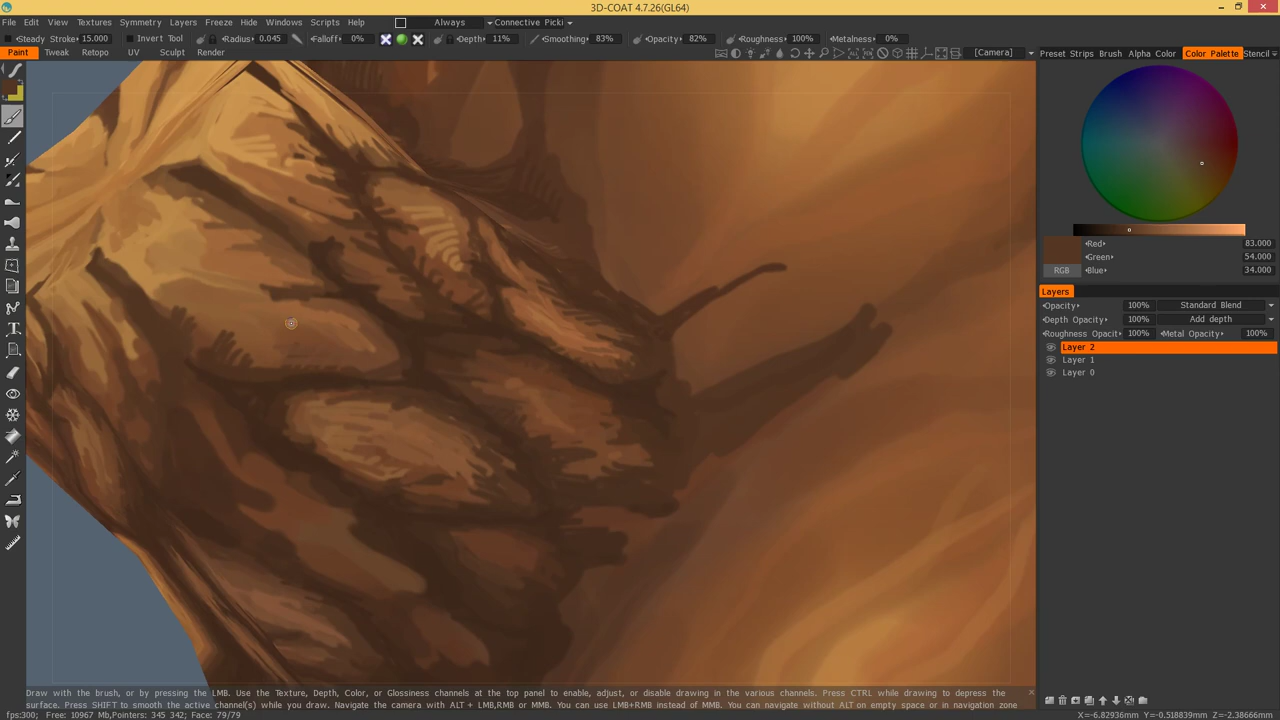 3D-COAT 4.7.26(GL64)
File Edit View Textures Symmetry Layers Freeze Hide Windows Scripts Help Always Connective Picki
Steady Stroke 15.000 Invert Tool Radius 0.045 Falloff 0% Depth 11% Smoothing 83% Opacity 82% Roughness 100% Metalness 0%
Paint Tweak Retopo UV Sculpt Render [Camera] Preset Strips Brush Alpha Color Color Palette Stencil
Red 83.000
Green 54.000
RGB Blue 34.000
Layers
Opacity 100% Standard Blend
Depth Opacity 100% Add depth
Roughness Opacit 100% Metal Opacity 100%
Layer 2
Layer 1
Layer 0
Draw with the brush, or by pressing the LMB. Use the Texture, Depth, Color, or Glossiness channels at the top panel to enable, adjust, or disable drawing in the various channels. Press CTRL while drawing to depress the
surface. Press SHIFT to smooth the active channel(s) while you draw. Navigate the camera with ALT + LMB,RMB or MMB. You can use LMB+RMB instead of MMB. You can navigate without ALT on empty space or in navigation zone
fps:300; Free: 10967 Mb,Pointers: 345 342; Face: 79/79 X=-6.82936mm Y=-0.518839mm Z=-2.38666mm